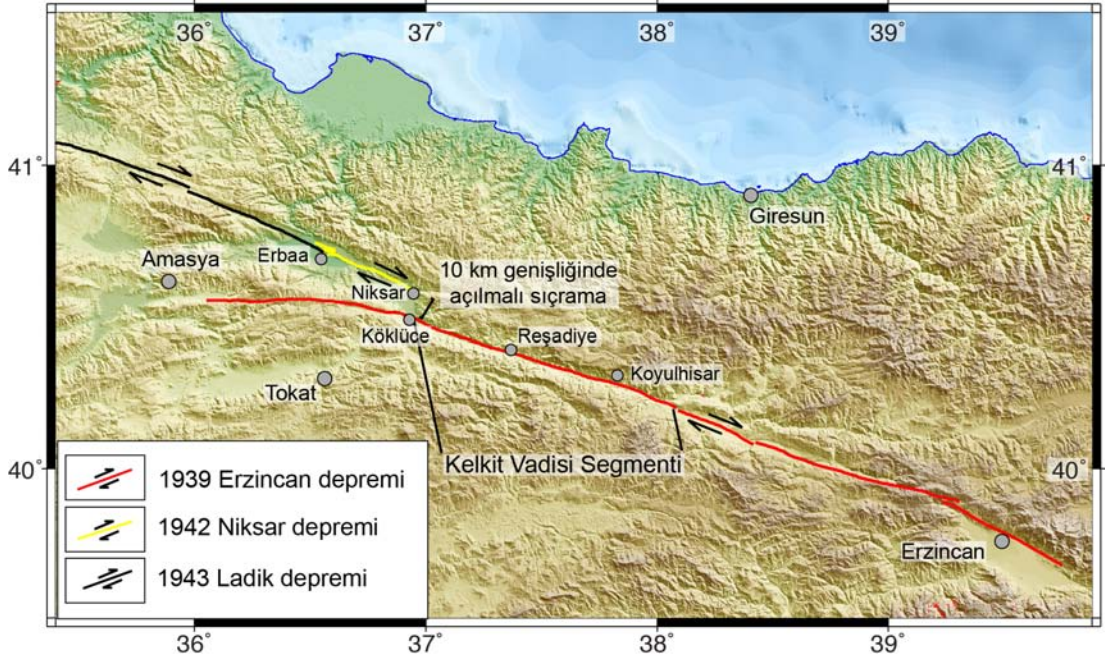 36˚ 37˚ 38˚ 39˚
41˚ 41˚
Giresun
Amasya
Erbaa
Niksar
10 km genişliğinde
açılmalı sıçrama
Köklüce
Reşadiye
Koyulhisar
Tokat
Kelkit Vadisi Segmenti
40˚ 40˚
Erzincan
1939 Erzincan depremi
1942 Niksar depremi
1943 Ladik depremi
36˚ 37˚ 38˚ 39˚